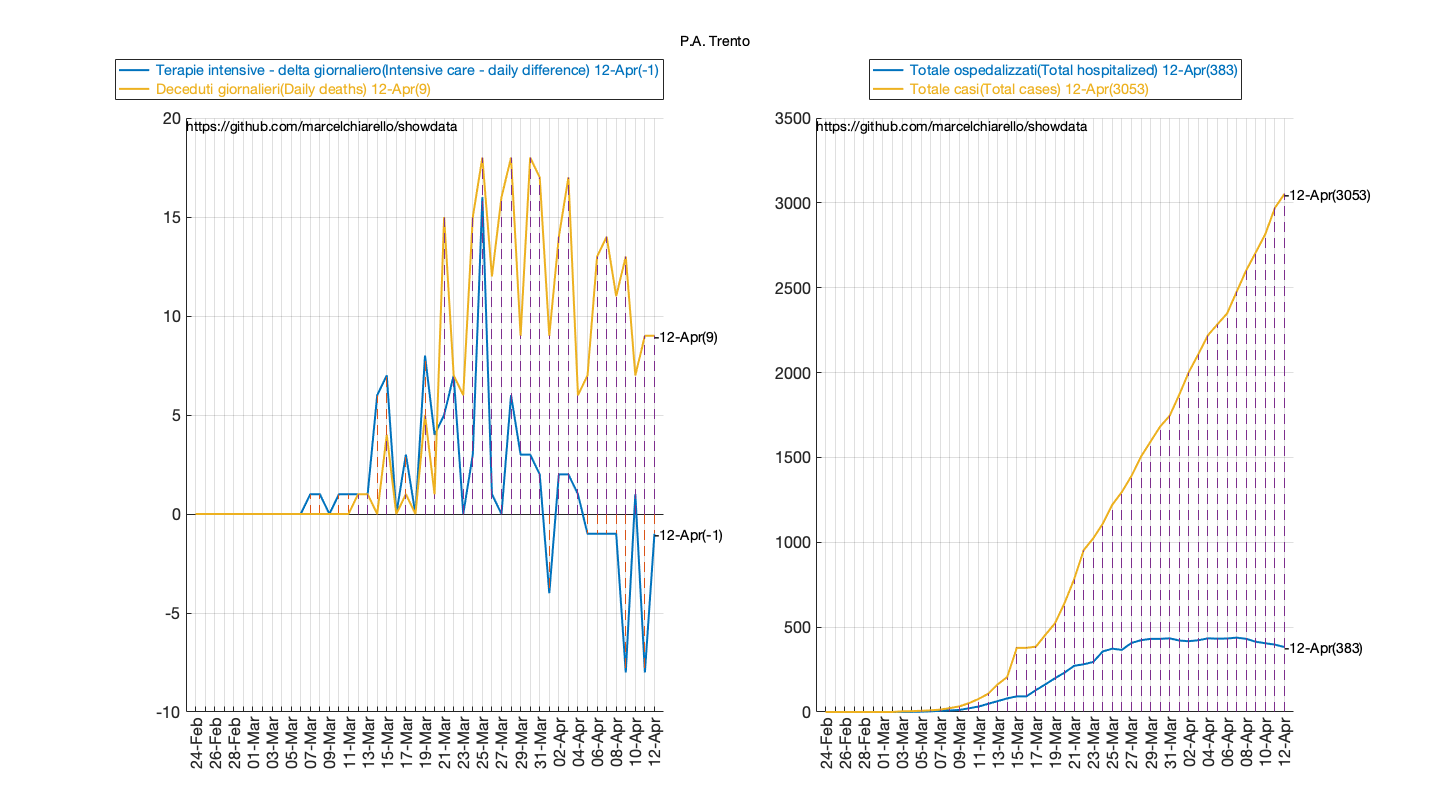 P.A. Trento
Terapie intensive - delta giornaliero(Intensive care - daily difference) 12-Apr(-1)
Deceduti giornalieri(Daily deaths) 12-Apr(9)
https://github.com/marcelchiarello/showdata
20
15
10
5
0
-5
-10
12-Apr(9)
12-Apr(-1)
24-Feb
26-Feb
28-Feb
01-Mar
03-Mar
05-Mar
07-Mar
09-Mar
11-Mar
13-Mar
15-Mar
17-Mar
19-Mar
21-Mar
23-Mar
25-Mar
27-Mar
29-Mar
31-Mar
02-Apr
04-Apr
06-Apr
08-Apr
10-Apr
12-Apr
Totale ospedalizzati(Total hospitalized) 12-Apr(383)
Totale casi(Total cases) 12-Apr(3053)
https://github.com/marcelchiarello/showdata
3500
3000
2500
2000
1500
1000
500
0
12-Apr(3053)
12-Apr(383)
24-Feb
26-Feb
28-Feb
01-Mar
03-Mar
05-Mar
07-Mar
09-Mar
11-Mar
13-Mar
15-Mar
17-Mar
19-Mar
21-Mar
23-Mar
25-Mar
27-Mar
29-Mar
31-Mar
02-Apr
04-Apr
06-Apr
08-Apr
10-Apr
12-Apr